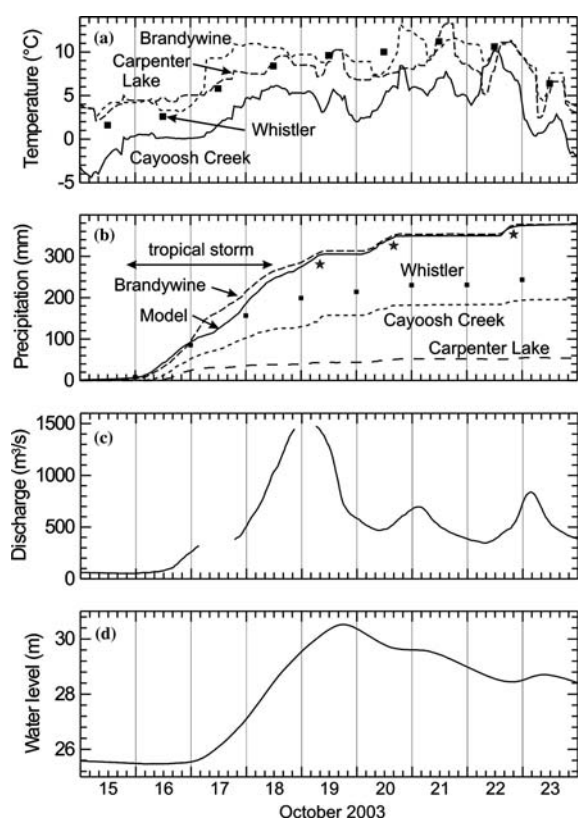 (a)
Brandywine
Carpenter
Lake
Whistler
Cayoosh Creek
Temperature (°C)
10
5
0
-5
(b)
tropical storm
Brandywine
Model
Whistler
Cayoosh Creek
Carpenter Lake
Precipitation (mm)
300
200
100
0
(c)
Discharge (m³/s)
1500
1000
500
0
(d)
Water level (m)
30
28
26
15 16 17 18 19 20 21 22 23
October 2003